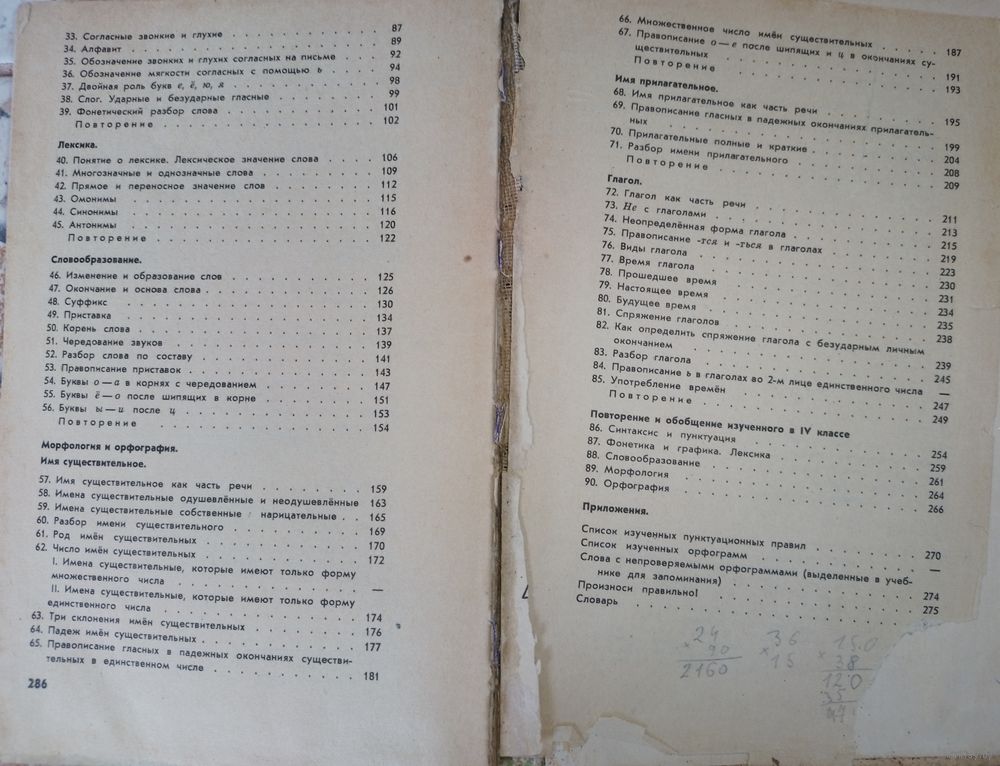 33. Согласные звонкие и глухие . . . . . . . . . . 87
34. Алфавит . . . . . . . . . . 89
35. Обозначение звонких и глухих согласных на письме . . . . 92
36. Обозначение мягкости согласных с помощью ь . . . . 94
37. Двойная роль букв е, ё, ю, я . . . . . . . . . . 98
38. Слог. Ударные и безударные гласные . . . . . . . . 99
39. Фонетический разбор слова . . . . . . . . . . 101
Повторение . . . . . . . . . . 102
Лексика.
40. Понятие о лексике. Лексическое значение слова . . . . 106
41. Многозначные и однозначные слова . . . . . . . . 109
42. Прямое и переносное значение слов . . . . . . . . 112
43. Омонимы . . . . . . . . . . 115
44. Синонимы . . . . . . . . . . 116
45. Антонимы . . . . . . . . . . 120
Повторение . . . . . . . . . . 122
Словообразование.
46. Изменение и образование слов . . . . . . . . . . 125
47. Окончание и основа слова . . . . . . . . . . 126
48. Суффикс . . . . . . . . . . 130
49. Приставка . . . . . . . . . . 134
50. Корень слова . . . . . . . . . . 137
51. Чередование звуков . . . . . . . . . . 139
52. Разбор слова по составу . . . . . . . . . . 141
53. Правописание приставок . . . . . . . . . . 143
54. Буквы о — а в корнях с чередованием . . . . . . . . 147
55. Буквы ё — о после шипящих в корне . . . . . . . . 151
56. Буквы ы — и после ц . . . . . . . . . . 153
Повторение . . . . . . . . . . 154
Морфология и орфография.
Имя существительное.
57. Имя существительное как часть речи . . . . . . . . 159
58. Имена существительные одушевлённые и неодушевлённые 163
59. Имена существительные собственные нарицательные . . 165
60. Разбор имени существительного . . . . . . . . . . 169
61. Род имён существительных . . . . . . . . . . 170
62. Число имён существительных . . . . . . . . . . 172
I. Имена существительные, которые имеют только форму
множественного числа . . . . . . . . . . —
II. Имена существительные, которые имеют только форму
единственного числа . . . . . . . . . . 174
63. Три склонения имён существительных . . . . . . . . 176
64. Падеж имён существительных . . . . . . . . . . 177
65. Правописание гласных в падежных окончаниях существи-
тельных в единственном числе . . . . . . . . . . 181
286
66. Множественное число имён существительных . . . . . 187
67. Правописание о — е после шипящих и ц в окончаниях су-
ществительных . . . . . . . . . . 191
Повторение . . . . . . . . . . 193
Имя прилагательное.
68. Имя прилагательное как часть речи . . . . . . . . 195
69. Правописание гласных в падежных окончаниях прилагатель-
ных . . . . . . . . . . 199
70. Прилагательные полные и краткие . . . . . . . . 204
71. Разбор имени прилагательного . . . . . . . . . . 208
Повторение . . . . . . . . . . 209
Глагол.
72. Глагол как часть речи . . . . . . . . . . 211
73. Не с глаголами . . . . . . . . . . 213
74. Неопределённая форма глагола . . . . . . . . . . 215
75. Правописание -тся и -ться в глаголах . . . . . . . . 219
76. Виды глагола . . . . . . . . . . 223
77. Время глагола . . . . . . . . . . 230
78. Прошедшее время . . . . . . . . . . 231
79. Настоящее время . . . . . . . . . . 234
80. Будущее время . . . . . . . . . . 235
81. Спряжение глаголов . . . . . . . . . . 238
82. Как определить спряжение глагола с безударным личным
окончанием . . . . . . . . . . 239
83. Разбор глагола . . . . . . . . . . 245
84. Правописание ь в глаголах во 2-м лице единственного числа —
85. Употребление времён . . . . . . . . . . 247
Повторение . . . . . . . . . . 249
Повторение и обобщение изученного в IV классе
86. Синтаксис и пунктуация . . . . . . . . . . 254
87. Фонетика и графика. Лексика . . . . . . . . . . 259
88. Словообразование . . . . . . . . . . 261
89. Морфология . . . . . . . . . . 264
90. Орфография . . . . . . . . . . 266
Приложения.
Список изученных пунктуационных правил . . . . . . . . 270
Список изученных орфограмм . . . . . . . . . . —
Слова с непроверяемыми орфограммами (выделенные в учеб-
нике для запоминания) . . . . . . . . . . 274
Произноси правильно! . . . . . . . . . . 275
Словарь . . . . . . . . . .
24 36 150
× 90 × 15 × 38
2160 120